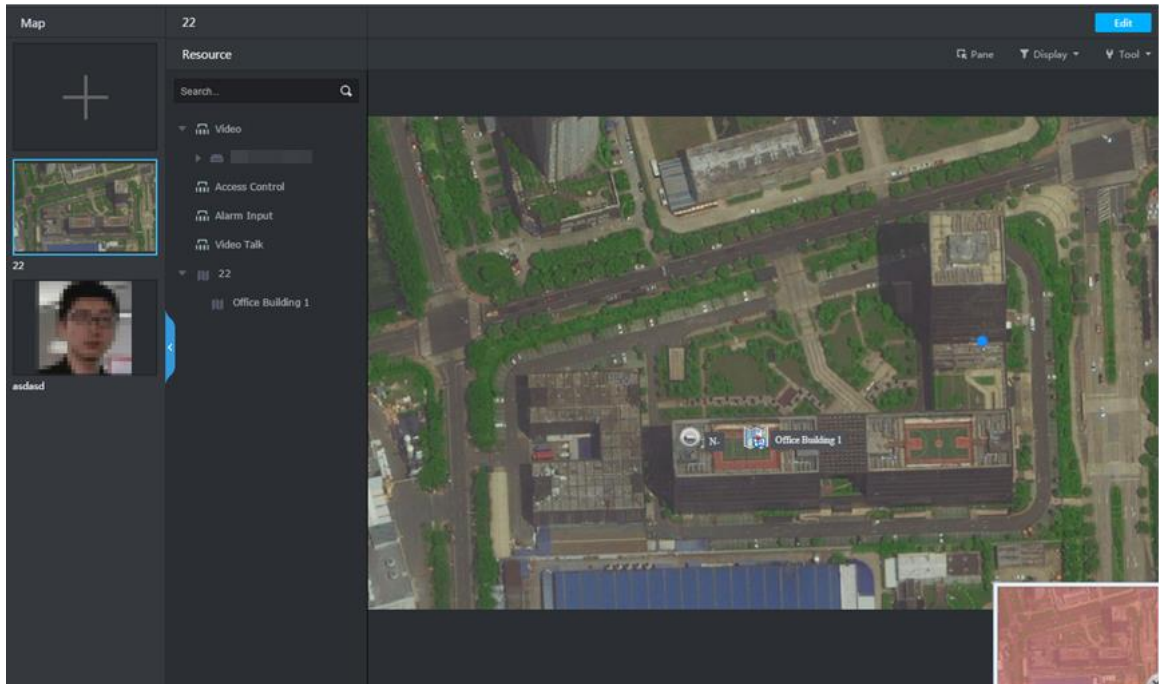 Map
22
Edit
Resource
Pane
Display
Tool
Search...
Video
Access Control
Alarm Input
Video Talk
22
Office Building 1
22
asdasd
N-
Office Building 1